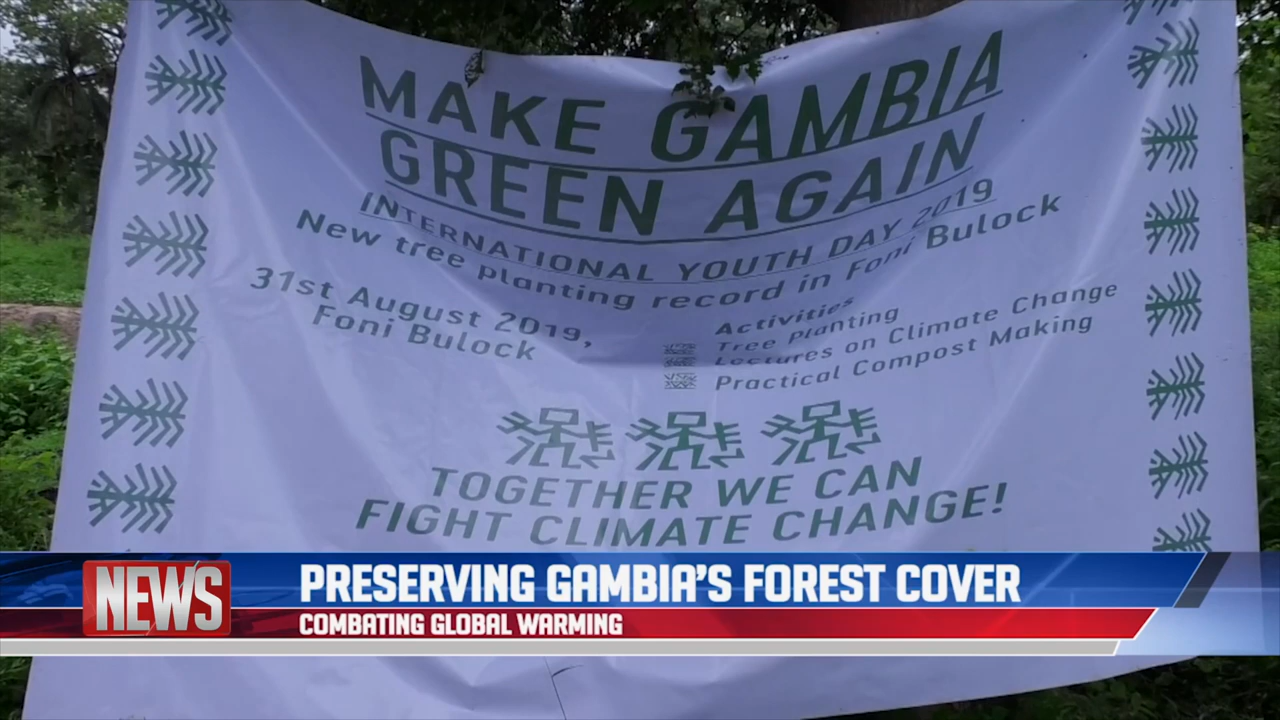 MAKE GAMBIA
GREEN AGAIN
INTERNATIONAL YOUTH DAY 2019
New tree planting record in Foni Bulock
31st August 2019,
Foni Bulock
Activities
Tree Planting
Lectures on Climate Change
Practical Compost Making
TOGETHER WE CAN
FIGHT CLIMATE CHANGE!
NEWS
PRESERVING GAMBIA'S FOREST COVER
COMBATING GLOBAL WARMING